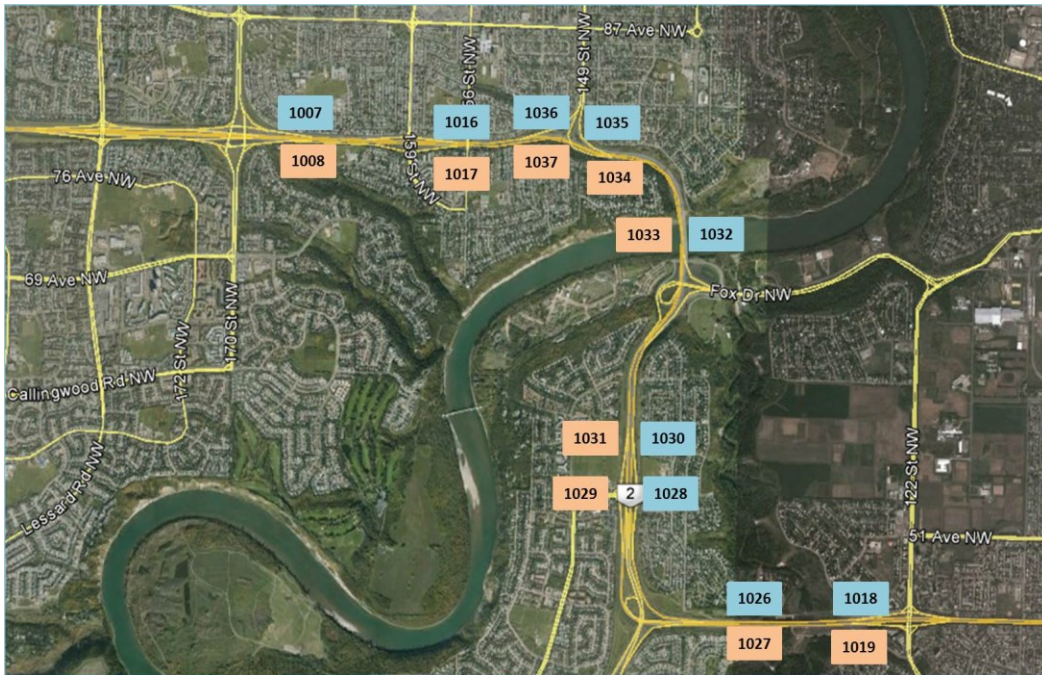 87 Ave NW
149 St NW
66 St NW
1007
1016
1036
1035
1008
1017
1037
1034
159 St NW
76 Ave NW
1033
1032
69 Ave NW
Fox Dr NW
170 St NW
172 St NW
Callingwood Rd NW
1031
1030
Lessard Rd NW
1029
2
1028
122 St NW
51 Ave NW
1026
1018
1027
1019